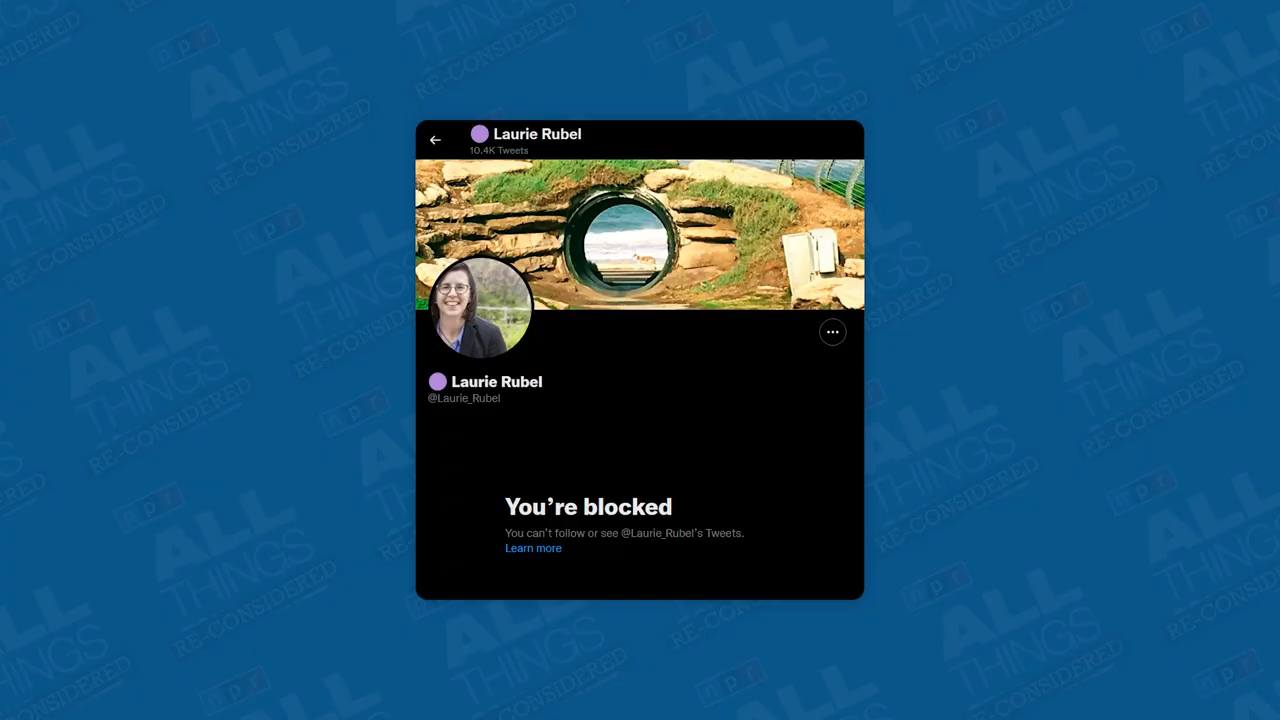 Laurie Rubel
10.4K Tweets
Laurie Rubel
@Laurie_Rubel
You’re blocked
You can’t follow or see @Laurie_Rubel’s Tweets.
Learn more
npr
ALL
THINGS
RE-CONSIDERED